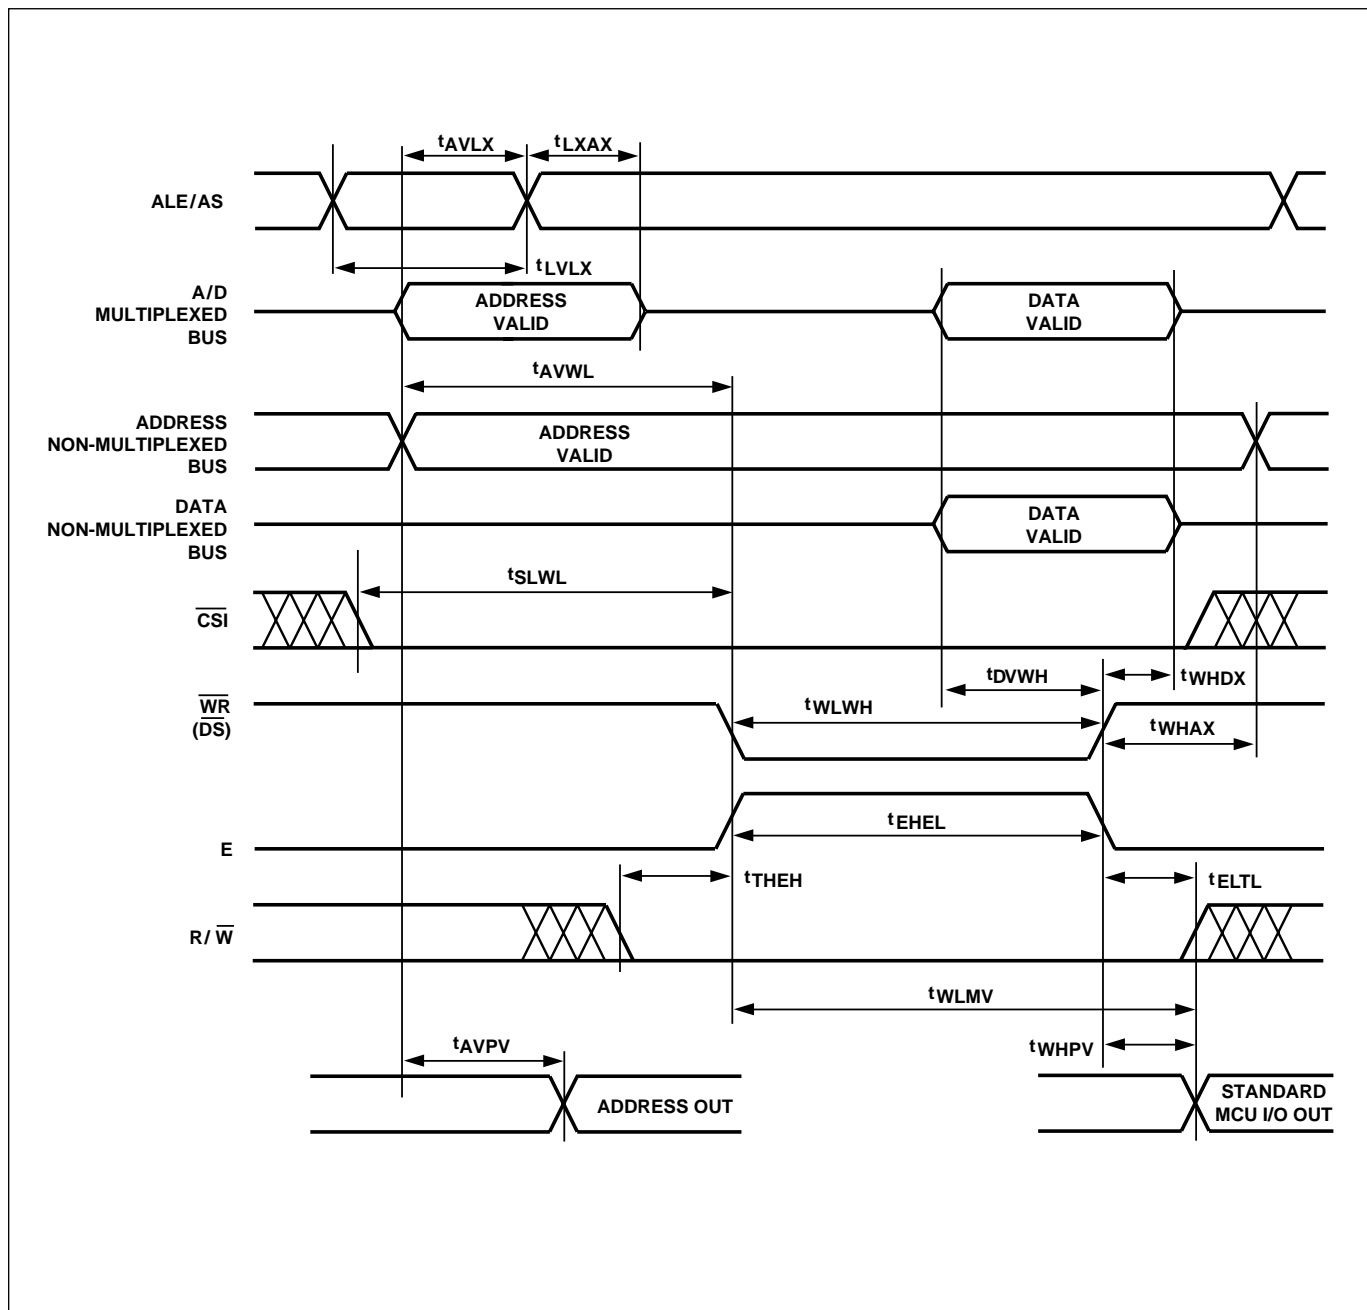 tAVLX tLXAX
ALE/AS
tLVLX
A/D
MULTIPLEXED
BUS
ADDRESS
VALID
DATA
VALID
tAVWL
ADDRESS
NON-MULTIPLEXED
BUS
ADDRESS
VALID
DATA
NON-MULTIPLEXED
BUS
DATA
VALID
tSLWL
CSI
tDVWH tWHDX
WR
(DS)
tWLWH
tWHAX
tEHEL
E
tTHEH
tELTL
R/W
tWLMV
tAVPV
tWHPV
ADDRESS OUT
STANDARD
MCU I/O OUT